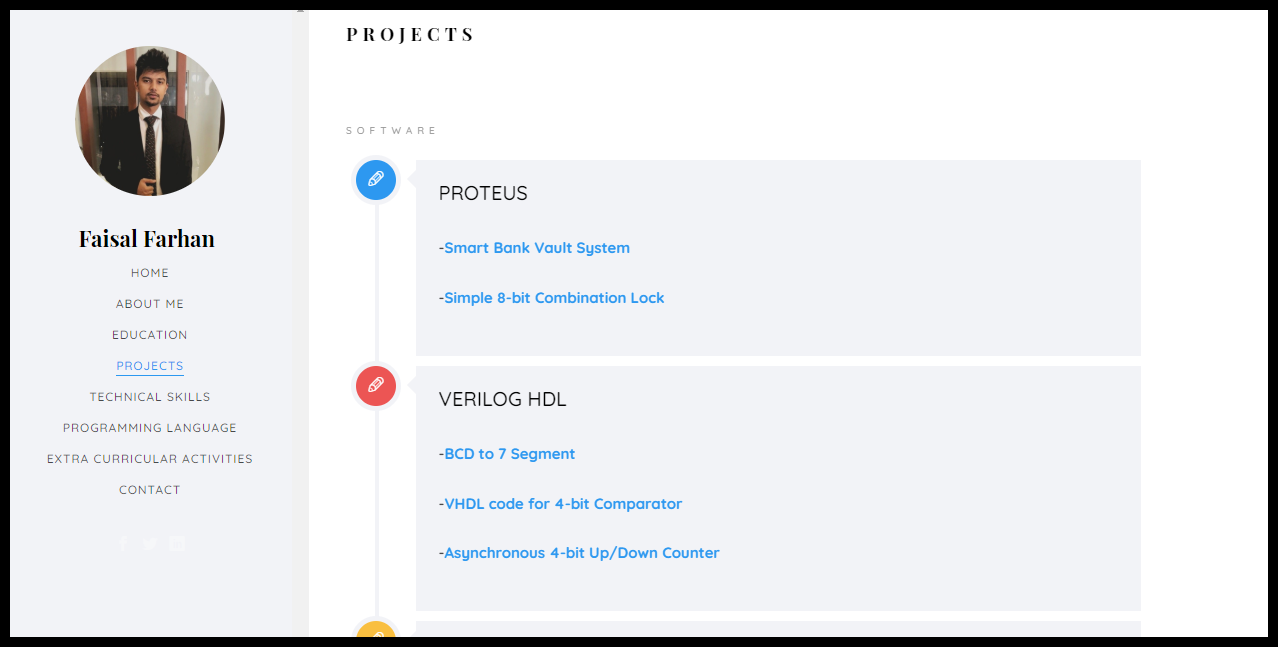 Faisal Farhan
HOME
ABOUT ME
EDUCATION
PROJECTS
TECHNICAL SKILLS
PROGRAMMING LANGUAGE
EXTRA CURRICULAR ACTIVITIES
CONTACT
PROJECTS
SOFTWARE
PROTEUS
-Smart Bank Vault System
-Simple 8-bit Combination Lock
VERILOG HDL
-BCD to 7 Segment
-VHDL code for 4-bit Comparator
-Asynchronous 4-bit Up/Down Counter